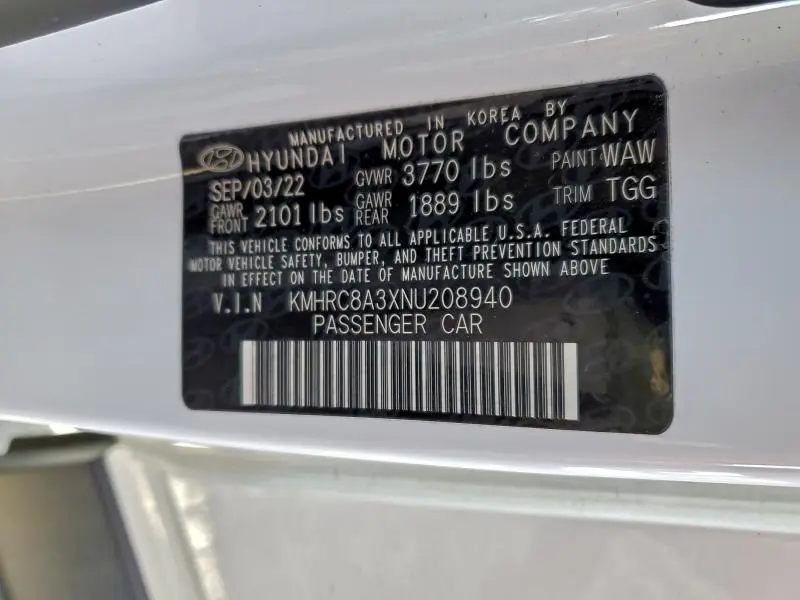 MANUFACTURED IN KOREA BY
HYUNDAI MOTOR COMPANY
SEP/03/22 GVWR 3770 lbs PAINT WAW
GAWR FRONT 2101 lbs GAWR REAR 1889 lbs TRIM TGG
THIS VEHICLE CONFORMS TO ALL APPLICABLE U.S.A. FEDERAL
MOTOR VEHICLE SAFETY, BUMPER, AND THEFT PREVENTION STANDARDS
IN EFFECT ON THE DATE OF MANUFACTURE SHOWN ABOVE
V.I.N KMHRC8A3XNU208940
PASSENGER CAR